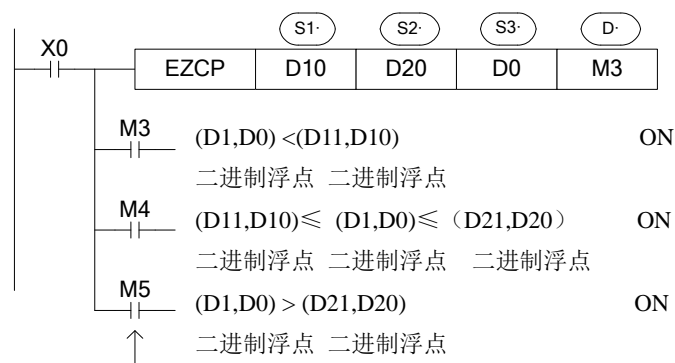 S1· S2· S3· D·
X0
EZCP D10 D20 D0 M3
M3 (D1,D0) <(D11,D10) ON
二进制浮点 二进制浮点
M4 (D11,D10)≤ (D1,D0)≤（D21,D20） ON
二进制浮点 二进制浮点 二进制浮点
M5 (D1,D0) > (D21,D20) ON
二进制浮点 二进制浮点